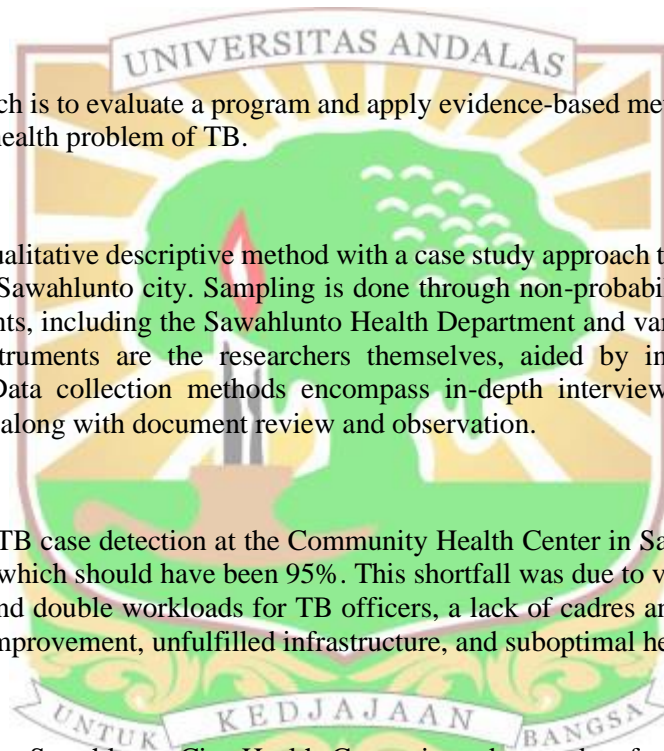 UNIVERSITAS ANDALAS
ch is to evaluate a program and apply evidence-based me
health problem of TB.
ualitative descriptive method with a case study approach t
Sawahlunto city. Sampling is done through non-probabi
nts, including the Sawahlunto Health Department and var
struments are the researchers themselves, aided by in
Data collection methods encompass in-depth interview
along with document review and observation.
TB case detection at the Community Health Center in Sa
which should have been 95%. This shortfall was due to v
nd double workloads for TB officers, a lack of cadres an
mprovement, unfulfilled infrastructure, and suboptimal he
UNTUK KEDJAJAAN BANGSA